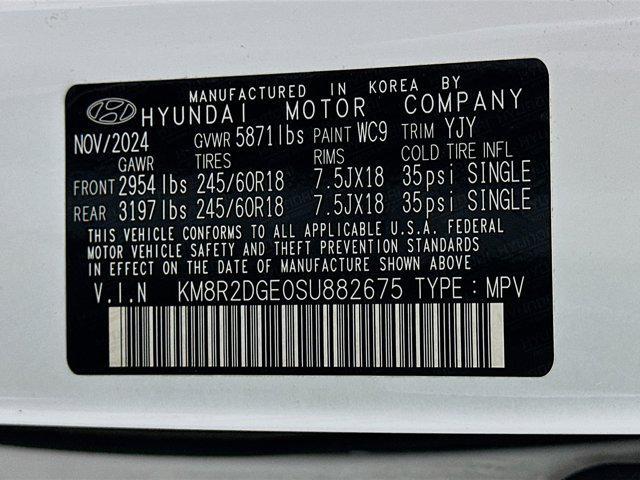 MANUFACTURED IN KOREA BY
HYUNDAI MOTOR COMPANY
NOV/2024 GVWR 5871lbs PAINT WC9 TRIM YJY
GAWR TIRES RIMS COLD TIRE INFL
FRONT 2954lbs 245/60R18 7.5JX18 35psi SINGLE
REAR 3197lbs 245/60R18 7.5JX18 35psi SINGLE
THIS VEHICLE CONFORMS TO ALL APPLICABLE U.S.A. FEDERAL
MOTOR VEHICLE SAFETY AND THEFT PREVENTION STANDARDS
IN EFFECT ON THE DATE OF MANUFACTURE SHOWN ABOVE.
V.I.N KM8R2DGE0SU882675 TYPE : MPV